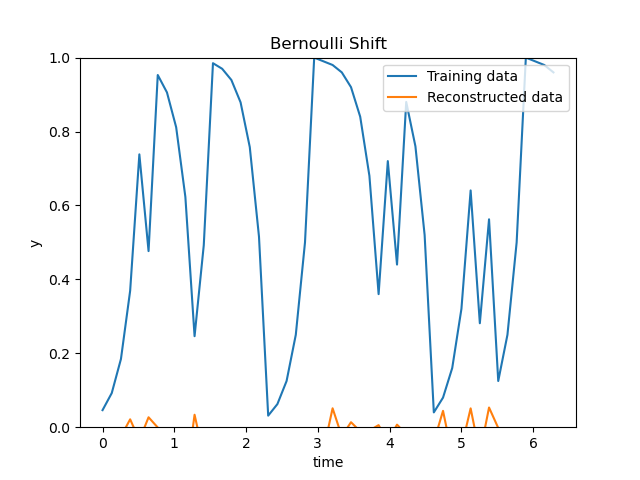 Bernoulli Shift
Training data
Reconstructed data
1.0
0.8
0.6
0.4
0.2
0.0
y
0 1 2 3 4 5 6
time